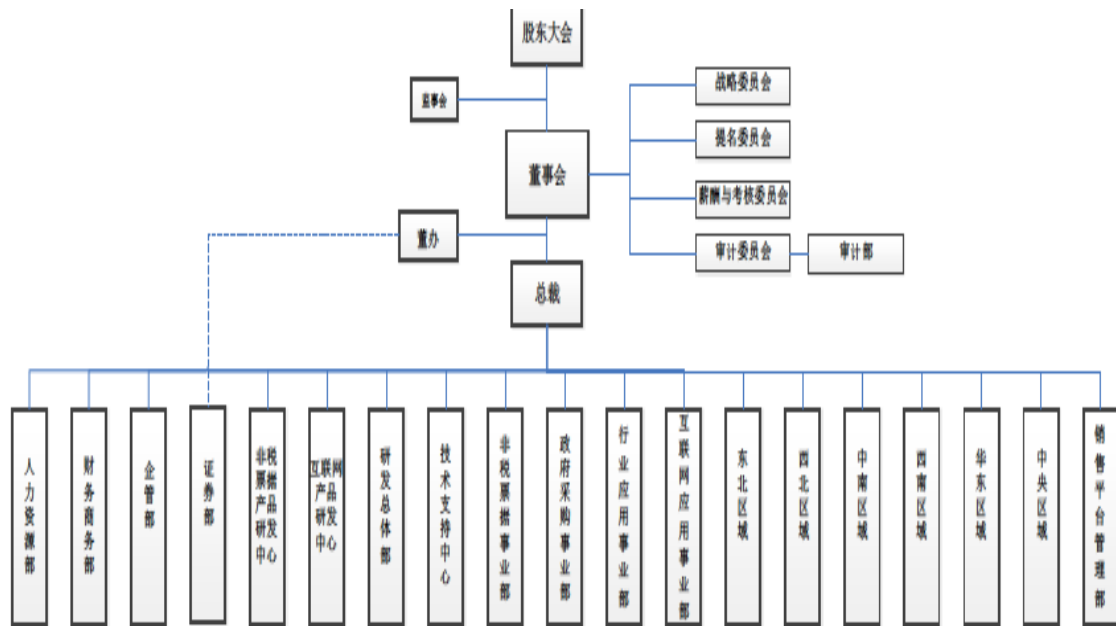 股东大会
监事会
战略委员会
提名委员会
董事会
薪酬与考核委员会
董办
审计委员会
审计部
总裁
人力资源部
财务商务部
企管部
证券部
非税票据产品研发中心
互联网产品研发中心
研发总体部
技术支持中心
非税票据事业部
政府采购事业部
行业应用事业部
互联网应用事业部
东北区域
西北区域
中南区域
西南区域
华东区域
中央区域
销售平台管理部